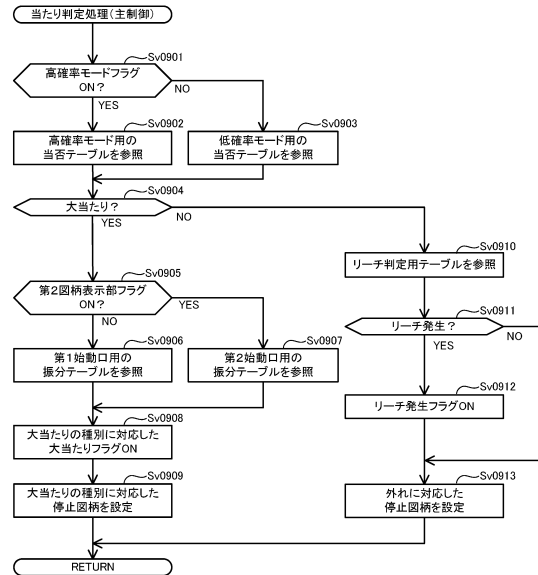 当たり判定処理(主制御)
Sv0901
高確率モードフラグ
ON?
NO
YES
Sv0902
高確率モード用の
当否テーブルを参照
Sv0903
低確率モード用の
当否テーブルを参照
Sv0904
大当たり?
NO
YES
Sv0905
第2図柄表示部フラグ
ON?
YES
NO
Sv0906
第1始動口用の
振分テーブルを参照
Sv0907
第2始動口用の
振分テーブルを参照
Sv0908
大当たりの種別に対応した
大当たりフラグON
Sv0909
大当たりの種別に対応した
停止図柄を設定
Sv0910
リーチ判定用テーブルを参照
Sv0911
リーチ発生?
NO
YES
Sv0912
リーチ発生フラグON
Sv0913
外れに対応した
停止図柄を設定
RETURN